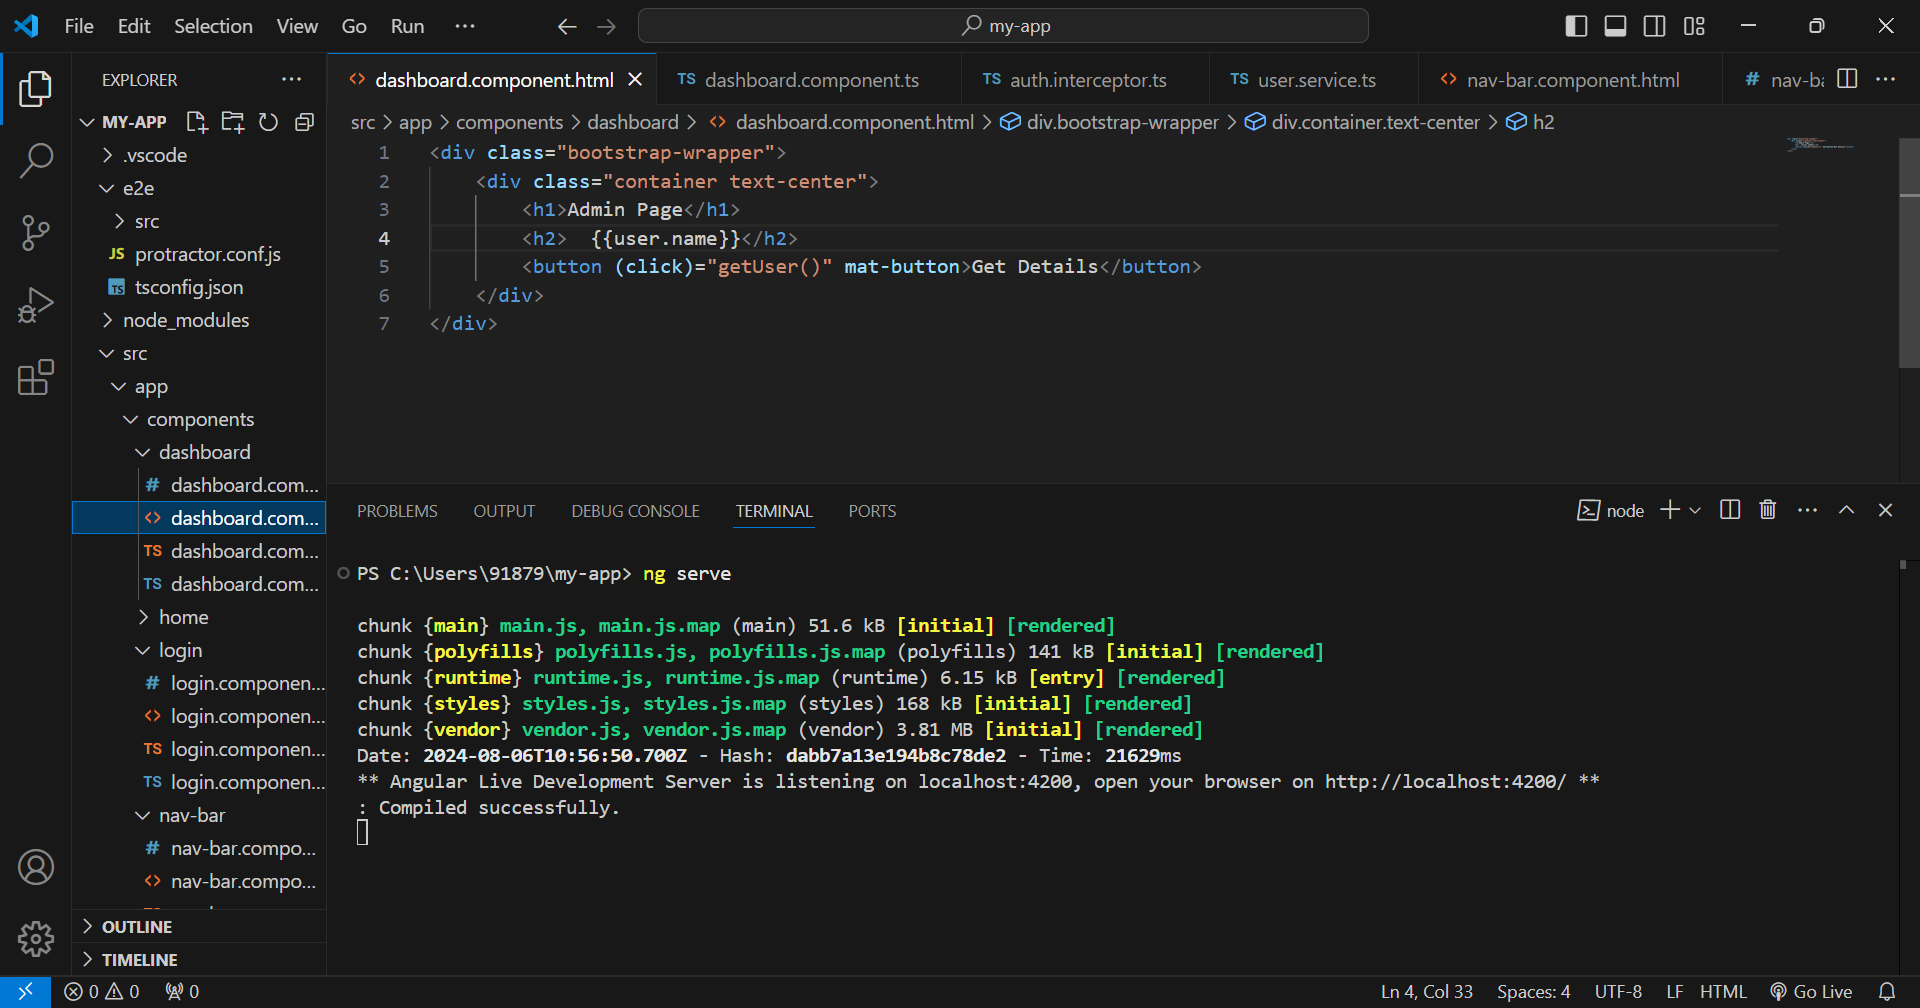 File Edit Selection View Go Run ··· my-app
EXPLORER ···
MY-APP
.vscode
e2e
src
JS protractor.conf.js
TS tsconfig.json
node_modules
src
app
components
dashboard
# dashboard.com...
<> dashboard.com...
TS dashboard.com...
TS dashboard.com...
home
login
# login.componen...
<> login.componen...
TS login.componen...
TS login.componen...
nav-bar
# nav-bar.compo...
<> nav-bar.compo...
OUTLINE
TIMELINE
<> dashboard.component.html TS dashboard.component.ts TS auth.interceptor.ts TS user.service.ts <> nav-bar.component.html # nav-ba ···
src > app > components > dashboard > <> dashboard.component.html > div.bootstrap-wrapper > div.container.text-center > h2
1 <div class="bootstrap-wrapper">
2 <div class="container text-center">
3 <h1>Admin Page</h1>
4 <h2>  {{user.name}}</h2>
5 <button (click)="getUser()" mat-button>Get Details</button>
6 </div>
7 </div>
PROBLEMS OUTPUT DEBUG CONSOLE TERMINAL PORTS node ···
PS C:\Users\91879\my-app> ng serve
chunk {main} main.js, main.js.map (main) 51.6 kB [initial] [rendered]
chunk {polyfills} polyfills.js, polyfills.js.map (polyfills) 141 kB [initial] [rendered]
chunk {runtime} runtime.js, runtime.js.map (runtime) 6.15 kB [entry] [rendered]
chunk {styles} styles.js, styles.js.map (styles) 168 kB [initial] [rendered]
chunk {vendor} vendor.js, vendor.js.map (vendor) 3.81 MB [initial] [rendered]
Date: 2024-08-06T10:56:50.700Z - Hash: dabb7a13e194b8c78de2 - Time: 21629ms
** Angular Live Development Server is listening on localhost:4200, open your browser on http://localhost:4200/ **
: Compiled successfully.
0 0 0 Ln 4, Col 33 Spaces: 4 UTF-8 LF HTML Go Live